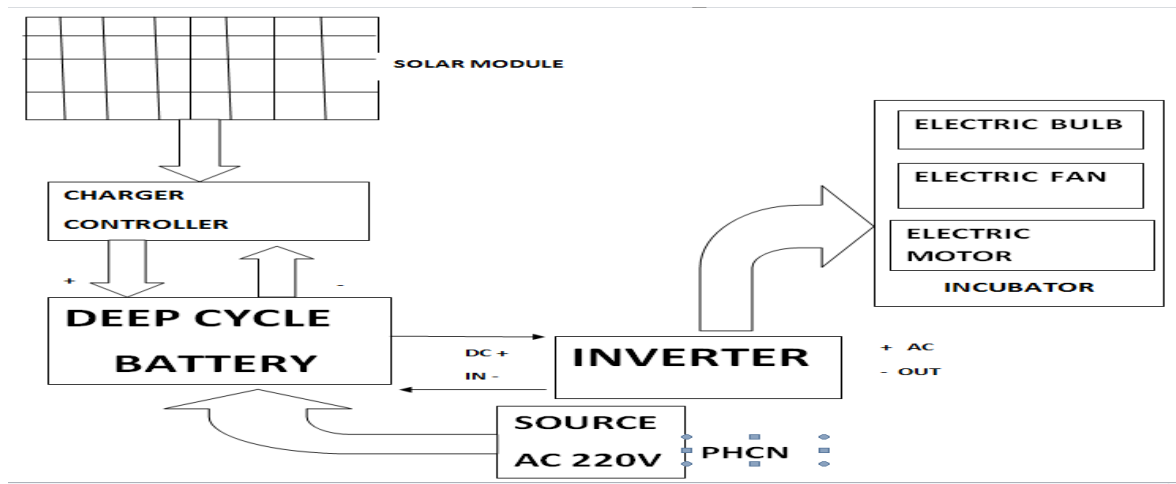 SOLAR MODULE
CHARGER
CONTROLLER
+
-
DEEP CYCLE
BATTERY
DC +
IN -
INVERTER
+ AC
- OUT
ELECTRIC BULB
ELECTRIC FAN
ELECTRIC
MOTOR
INCUBATOR
SOURCE
AC 220V
PHCN